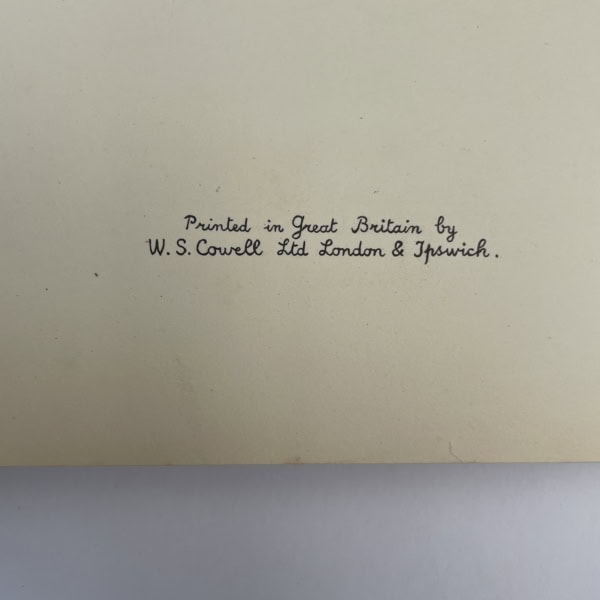 Printed in Great Britain by
W. S. Cowell Ltd London & Ipswich.